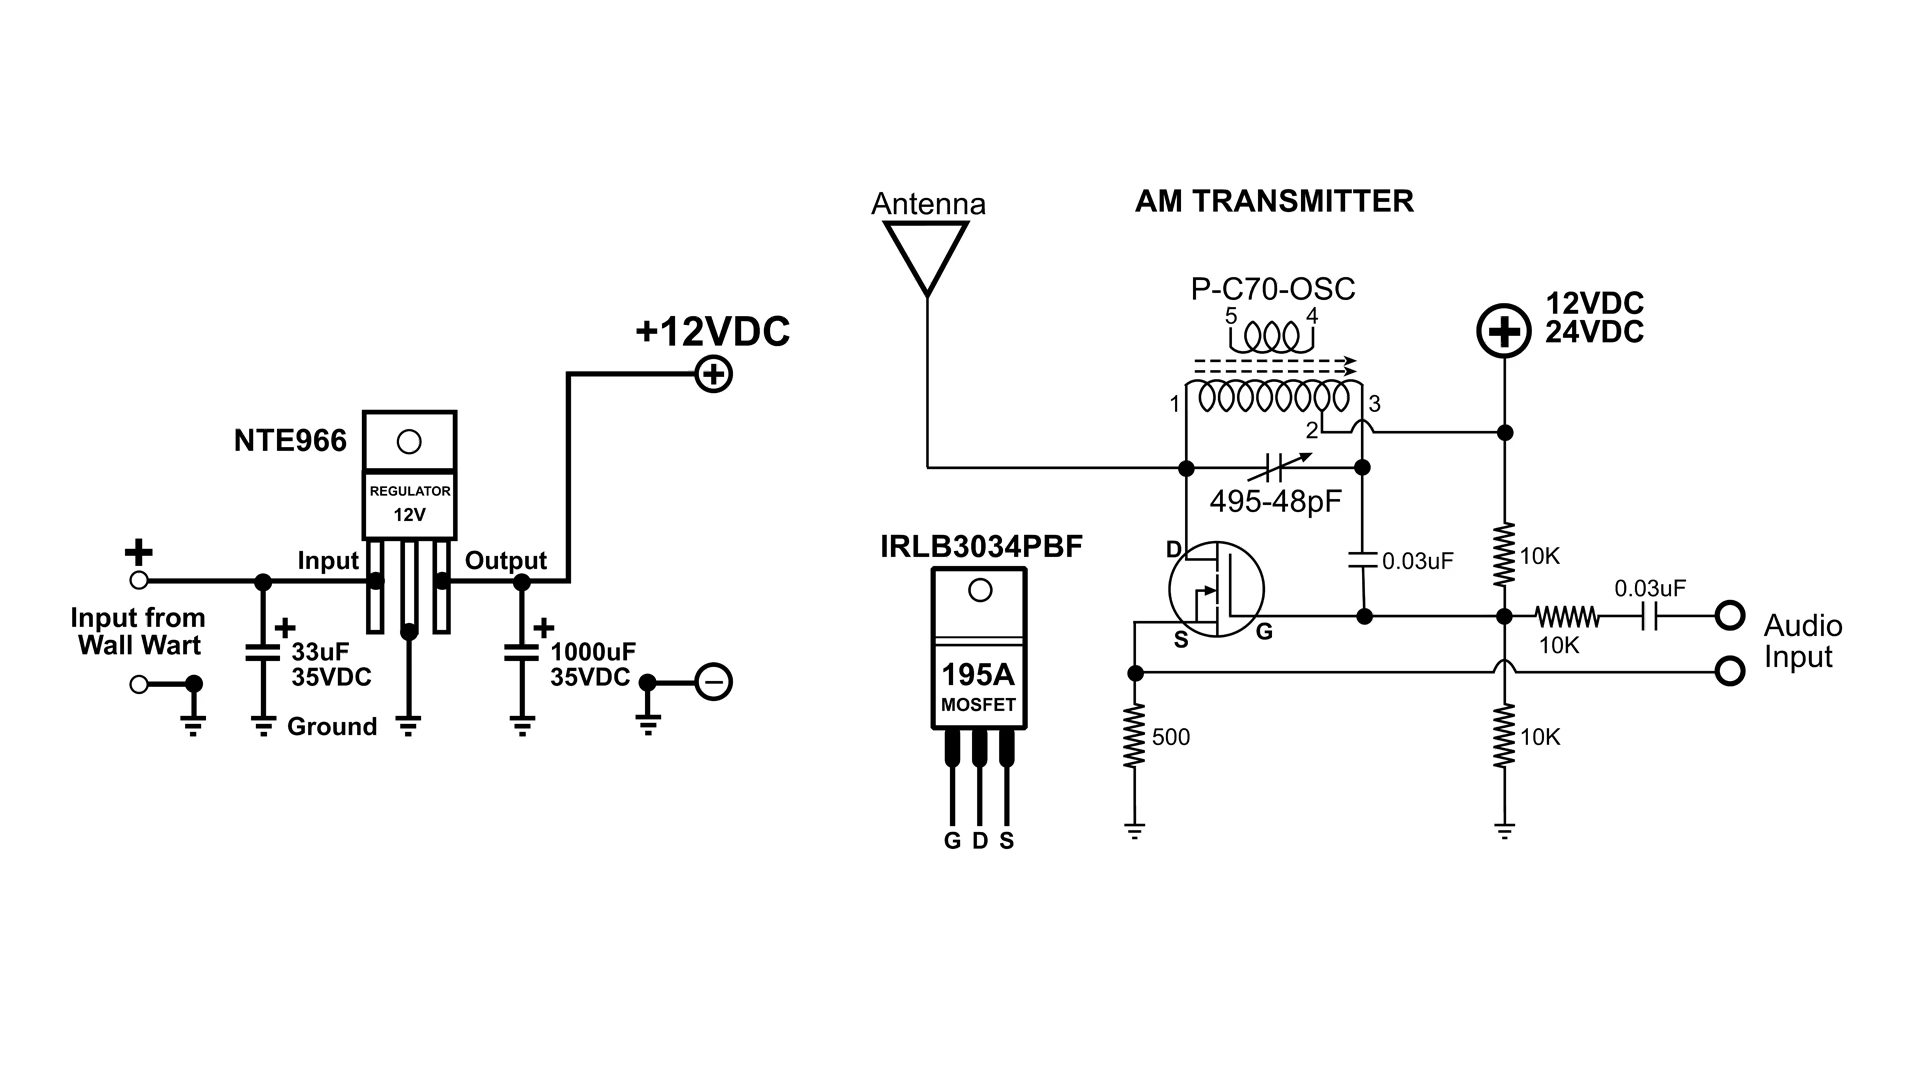 AM TRANSMITTER
Antenna
P-C70-OSC
5
4
12VDC
24VDC
+12VDC
1
3
2
NTE966
REGULATOR
12V
495-48pF
Input
Output
D
0.03uF
10K
IRLB3034PBF
0.03uF
Input from
Wall Wart
S
G
10K
Audio
Input
33uF
35VDC
1000uF
35VDC
195A
MOSFET
Ground
500
10K
G D S